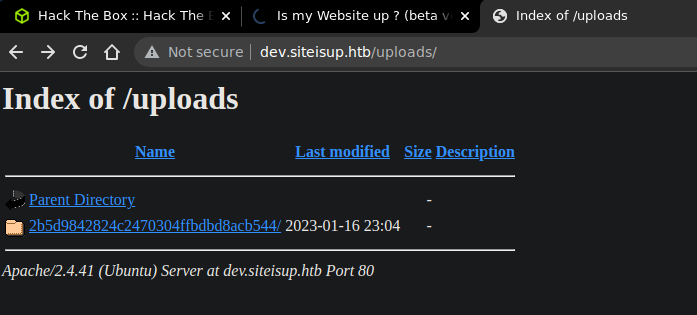 Hack The Box :: Hack The Is my Website up ? (beta v Index of /uploads
Not secure dev.siteisup.htb/uploads/
Index of /uploads
Name Last modified Size Description
Parent Directory -
2b5d9842824c2470304ffbdbd8acb544/ 2023-01-16 23:04 -
Apache/2.4.41 (Ubuntu) Server at dev.siteisup.htb Port 80